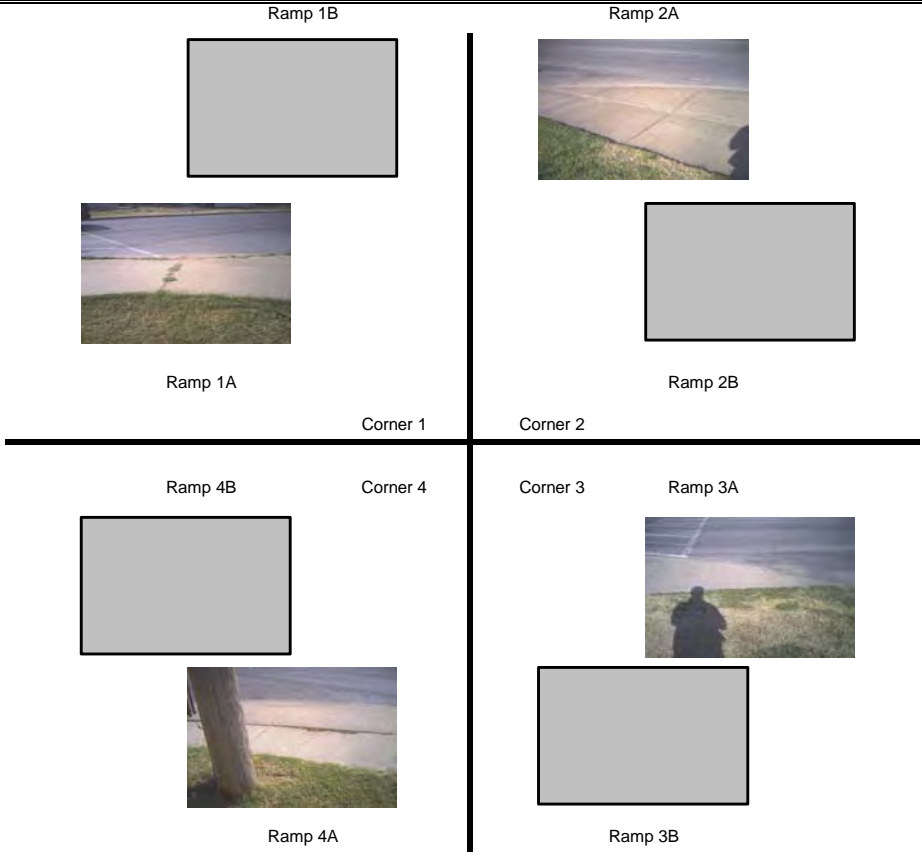 Ramp 1B Ramp 2A
Ramp 1A Ramp 2B
Corner 1 Corner 2
Ramp 4B Corner 4 Corner 3 Ramp 3A
Ramp 4A Ramp 3B